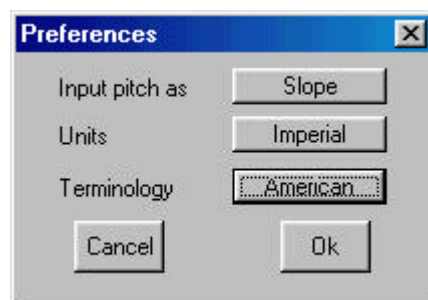 Preferences
Input pitch as Slope
Units Imperial
Terminology American
Cancel Ok